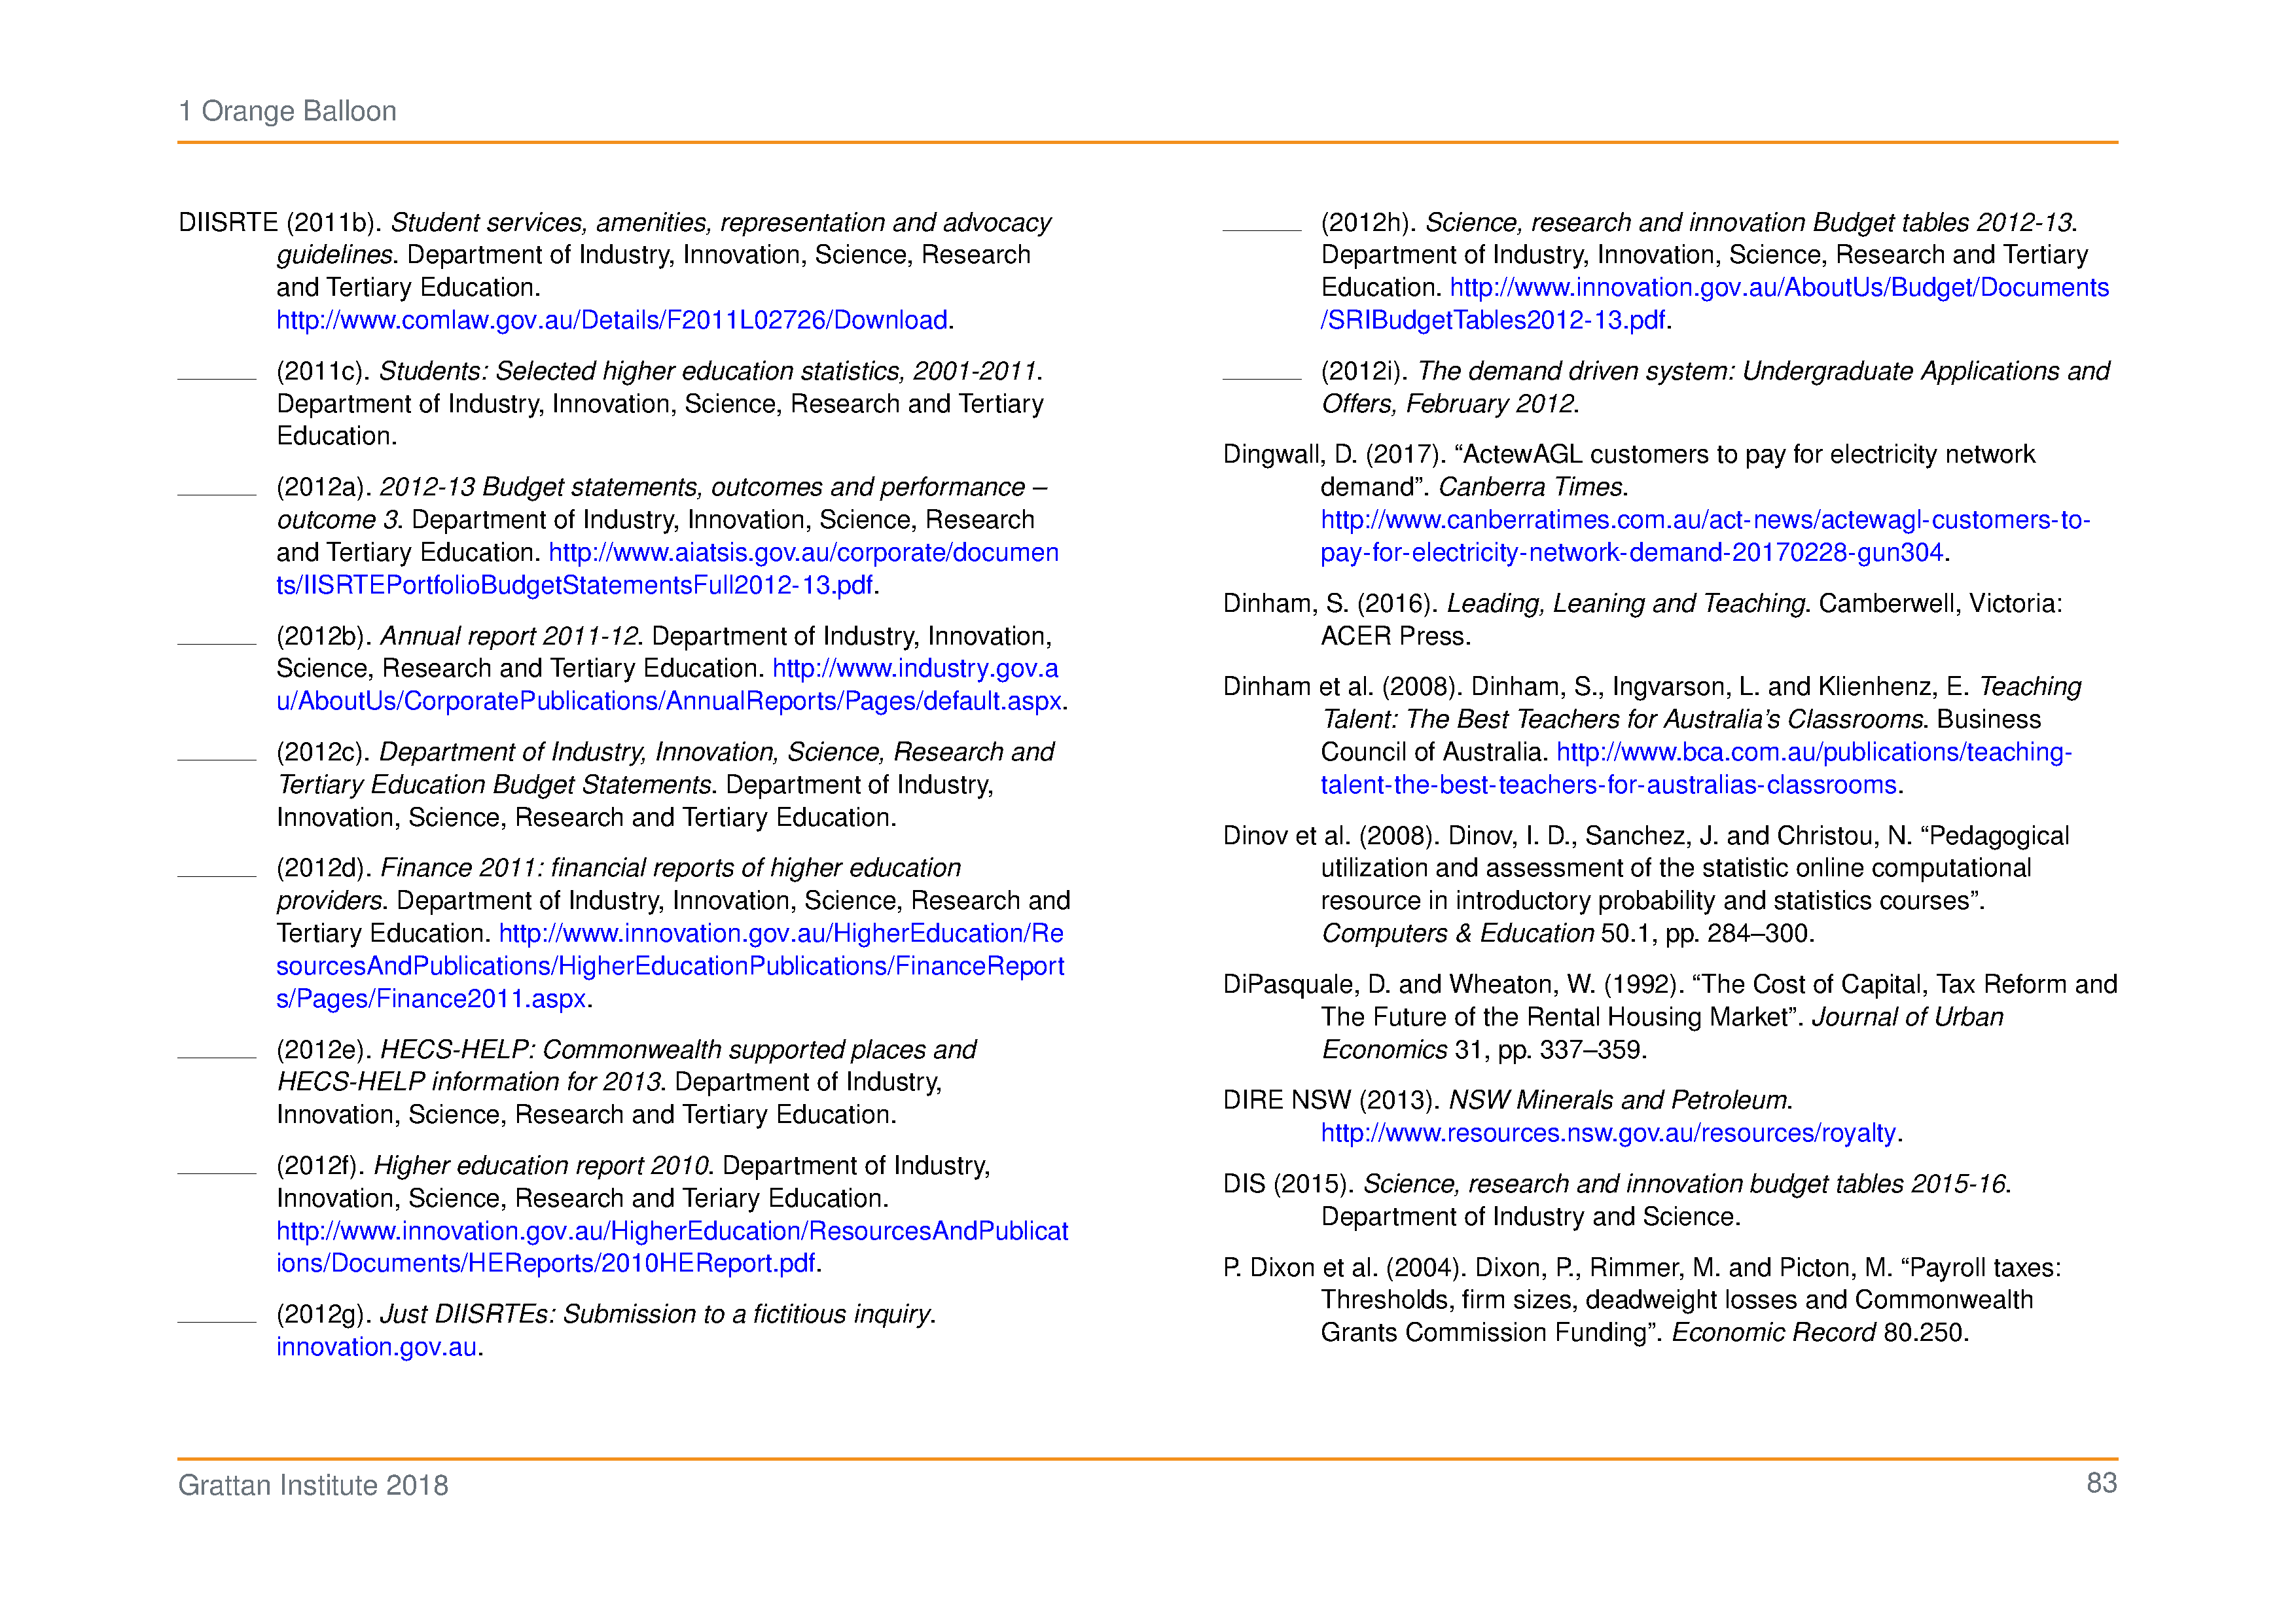 1 Orange Balloon
DIISRTE (2011b). Student services, amenities, representation and advocacy
guidelines. Department of Industry, Innovation, Science, Research
and Tertiary Education.
http://www.comlaw.gov.au/Details/F2011L02726/Download.
(2011c). Students: Selected higher education statistics, 2001-2011.
Department of Industry, Innovation, Science, Research and Tertiary
Education.
(2012a). 2012-13 Budget statements, outcomes and performance –
outcome 3. Department of Industry, Innovation, Science, Research
and Tertiary Education. http://www.aiatsis.gov.au/corporate/documen
ts/IISRTEPortfolioBudgetStatementsFull2012-13.pdf.
(2012b). Annual report 2011-12. Department of Industry, Innovation,
Science, Research and Tertiary Education. http://www.industry.gov.a
u/AboutUs/CorporatePublications/AnnualReports/Pages/default.aspx.
(2012c). Department of Industry, Innovation, Science, Research and
Tertiary Education Budget Statements. Department of Industry,
Innovation, Science, Research and Tertiary Education.
(2012d). Finance 2011: financial reports of higher education
providers. Department of Industry, Innovation, Science, Research and
Tertiary Education. http://www.innovation.gov.au/HigherEducation/Re
sourcesAndPublications/HigherEducationPublications/FinanceReport
s/Pages/Finance2011.aspx.
(2012e). HECS-HELP: Commonwealth supported places and
HECS-HELP information for 2013. Department of Industry,
Innovation, Science, Research and Tertiary Education.
(2012f). Higher education report 2010. Department of Industry,
Innovation, Science, Research and Teriary Education.
http://www.innovation.gov.au/HigherEducation/ResourcesAndPublicat
ions/Documents/HEReports/2010HEReport.pdf.
(2012g). Just DIISRTEs: Submission to a fictitious inquiry.
innovation.gov.au.
(2012h). Science, research and innovation Budget tables 2012-13.
Department of Industry, Innovation, Science, Research and Tertiary
Education. http://www.innovation.gov.au/AboutUs/Budget/Documents
/SRIBudgetTables2012-13.pdf.
(2012i). The demand driven system: Undergraduate Applications and
Offers, February 2012.
Dingwall, D. (2017). “ActewAGL customers to pay for electricity network
demand”. Canberra Times.
http://www.canberratimes.com.au/act-news/actewagl-customers-to-
pay-for-electricity-network-demand-20170228-gun304.
Dinham, S. (2016). Leading, Leaning and Teaching. Camberwell, Victoria:
ACER Press.
Dinham et al. (2008). Dinham, S., Ingvarson, L. and Klienhenz, E. Teaching
Talent: The Best Teachers for Australia’s Classrooms. Business
Council of Australia. http://www.bca.com.au/publications/teaching-
talent-the-best-teachers-for-australias-classrooms.
Dinov et al. (2008). Dinov, I. D., Sanchez, J. and Christou, N. “Pedagogical
utilization and assessment of the statistic online computational
resource in introductory probability and statistics courses”.
Computers & Education 50.1, pp. 284–300.
DiPasquale, D. and Wheaton, W. (1992). “The Cost of Capital, Tax Reform and
The Future of the Rental Housing Market”. Journal of Urban
Economics 31, pp. 337–359.
DIRE NSW (2013). NSW Minerals and Petroleum.
http://www.resources.nsw.gov.au/resources/royalty.
DIS (2015). Science, research and innovation budget tables 2015-16.
Department of Industry and Science.
P. Dixon et al. (2004). Dixon, P., Rimmer, M. and Picton, M. “Payroll taxes:
Thresholds, firm sizes, deadweight losses and Commonwealth
Grants Commission Funding”. Economic Record 80.250.
Grattan Institute 2018
83